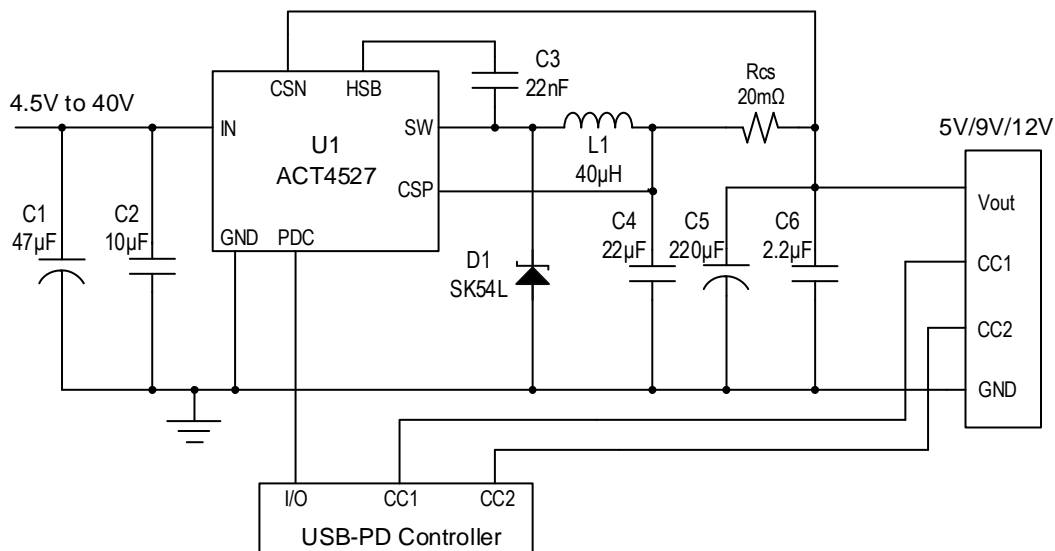 CSN
HSB
C3
22nF
Rcs
20mΩ
4.5V to 40V
IN
U1
ACT4527
SW
CSP
L1
40µH
5V/9V/12V
Vout
C1
47µF
C2
10µF
GND
PDC
D1
SK54L
C4
22µF
C5
220µF
C6
2.2µF
CC1
CC2
GND
I/O
CC1
CC2
USB-PD Controller